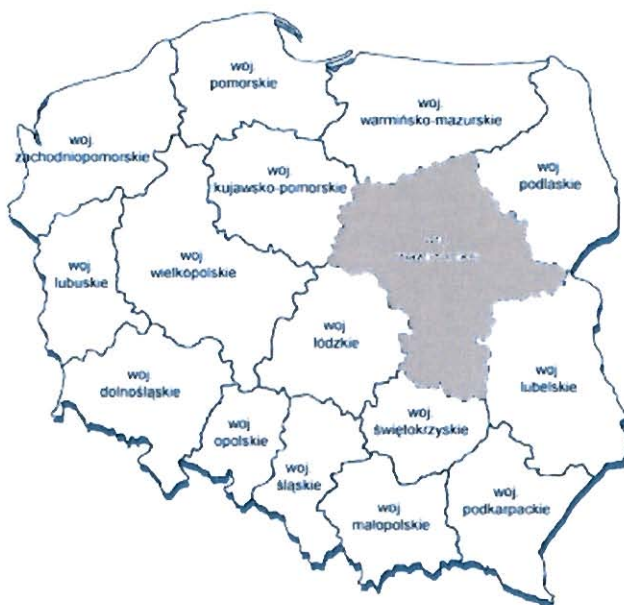 woj.
pomorskie
woj.
warmińsko-mazurskie
woj.
zachodniopomorskie
woj.
kujawsko-pomorskie
woj.
podlaskie
woj.
lubuskie
woj
wielkopolskie
woj.
woj
łódzkie
woj.
lubelskie
woj.
dolnośląskie
woj.
opolskie
woj.
świętokrzyskie
woj.
śląskie
woj
małopolskie
woj.
podkarpackie